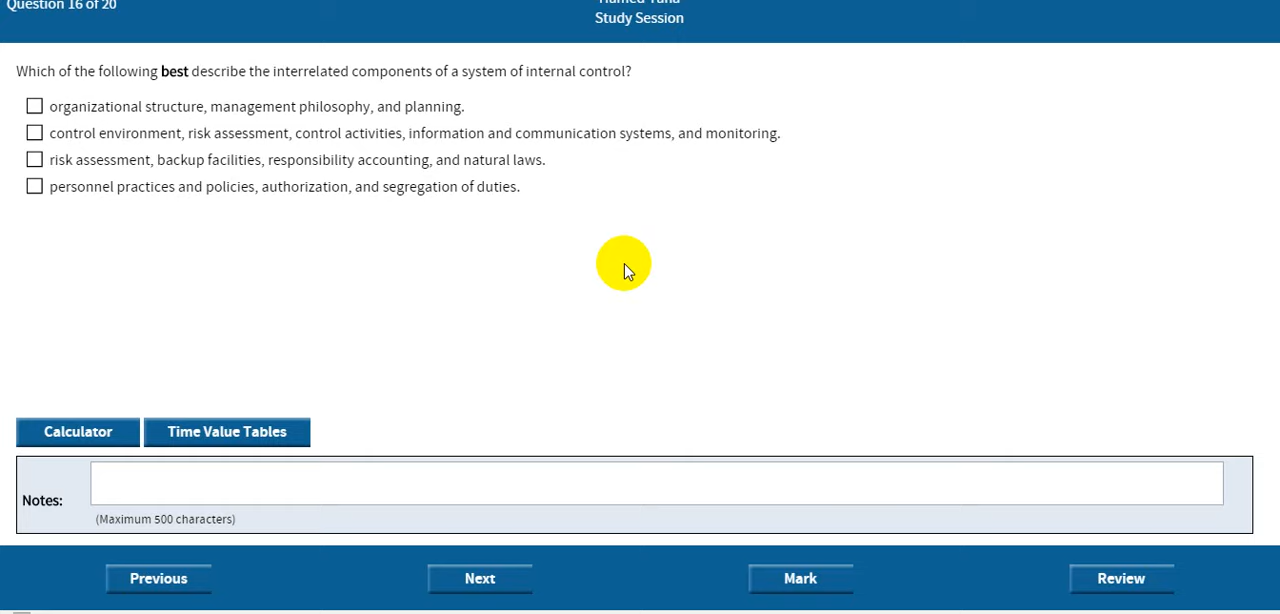 Question 16 of 20
Hamed Tuna
Study Session
Which of the following best describe the interrelated components of a system of internal control?
organizational structure, management philosophy, and planning.
control environment, risk assessment, control activities, information and communication systems, and monitoring.
risk assessment, backup facilities, responsibility accounting, and natural laws.
personnel practices and policies, authorization, and segregation of duties.
Calculator
Time Value Tables
Notes:
(Maximum 500 characters)
Previous
Next
Mark
Review